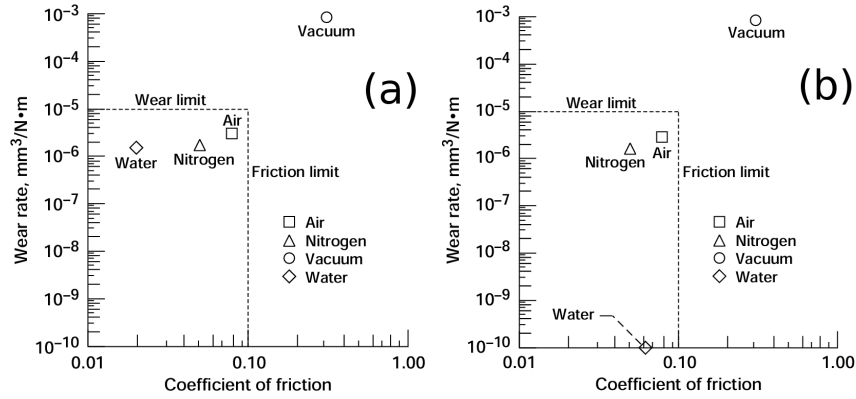 10⁻³
Vacuum
10⁻⁴
(a)
10⁻⁵
Wear limit
Air
10⁻⁶
Water
Nitrogen
Friction limit
10⁻⁷
Air
Nitrogen
10⁻⁸
Vacuum
Water
10⁻⁹
10⁻¹⁰
0.01
0.10
1.00
Coefficient of friction
Wear rate, mm³/N•m
10⁻³
Vacuum
10⁻⁴
(b)
10⁻⁵
Wear limit
Nitrogen
Air
10⁻⁶
Friction limit
10⁻⁷
Air
Nitrogen
10⁻⁸
Vacuum
Water
10⁻⁹
Water
10⁻¹⁰
0.01
0.10
1.00
Coefficient of friction
Wear rate, mm³/N•m